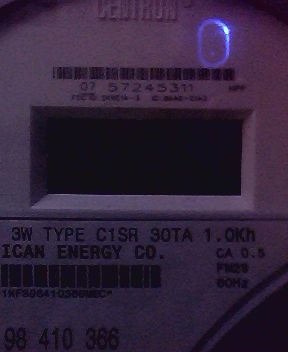 CENTRON
07 57245311
3W TYPE C1SR 30TA 1.0Kh
ICAN ENERGY CO. CA 0.5
FM2S
60Hz
98 410 366